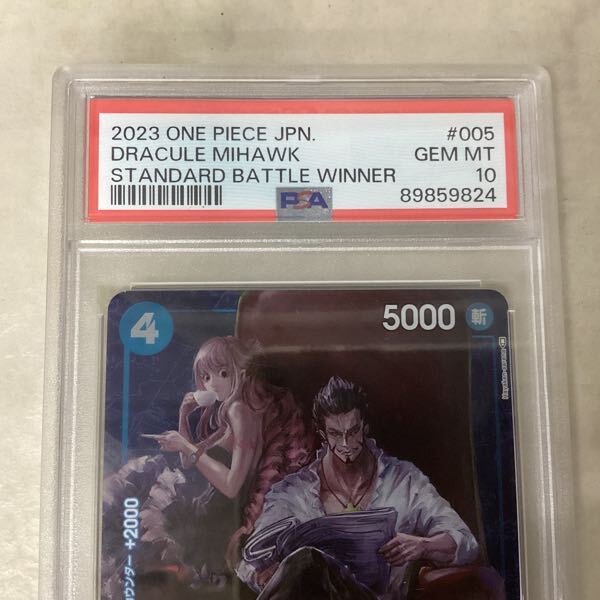 2023 ONE PIECE JPN. #005
DRACULE MIHAWK GEM MT
STANDARD BATTLE WINNER 10
PSA 89859824
4 5000 斬
カウンター +2000